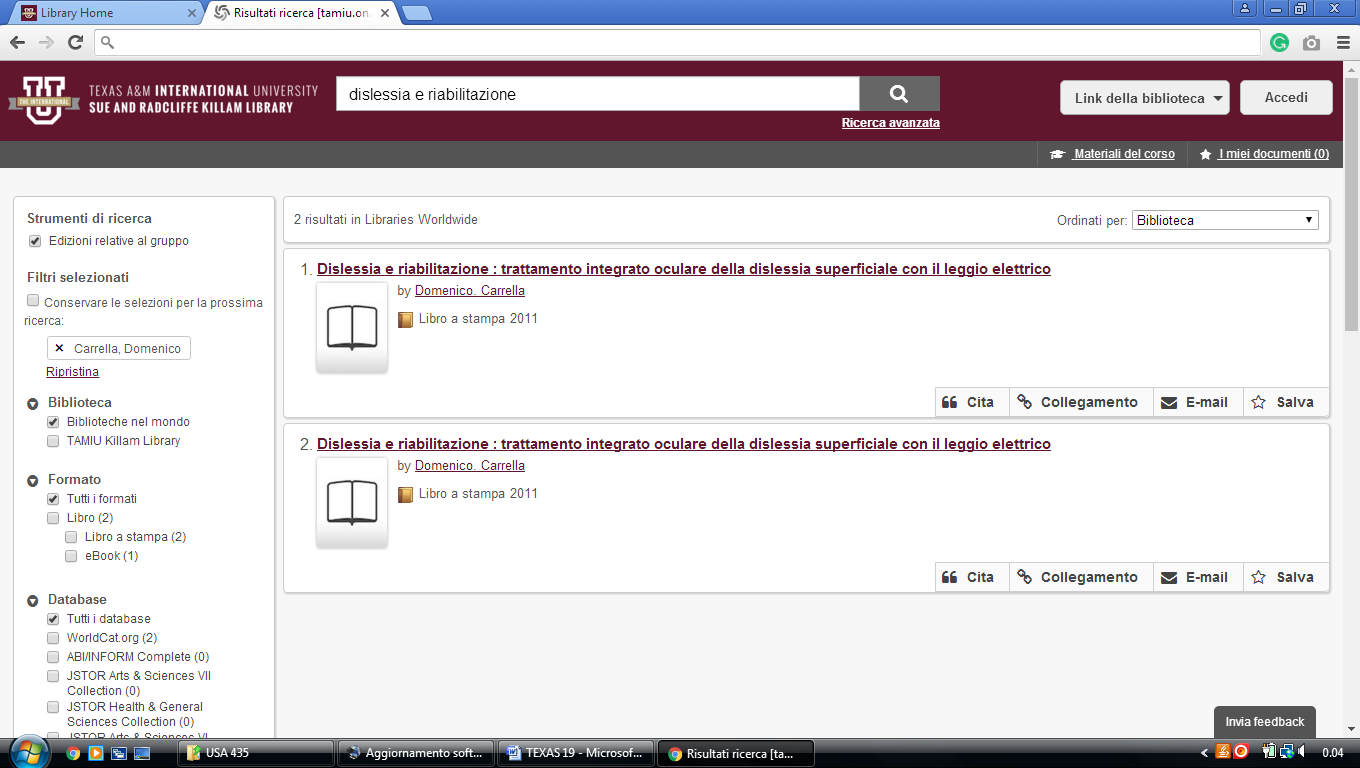 Library Home
Risultati ricerca [tamiu.on
THE INTERNATIONAL
TEXAS A&M INTERNATIONAL UNIVERSITY
SUE AND RADCLIFFE KILLAM LIBRARY
dislessia e riabilitazione
Ricerca avanzata
Link della biblioteca
Accedi
Materiali del corso
I miei documenti (0)
Strumenti di ricerca
Edizioni relative al gruppo
Filtri selezionati
Conservare le selezioni per la prossima
ricerca:
Carrella, Domenico
Ripristina
Biblioteca
Biblioteche nel mondo
TAMIU Killam Library
Formato
Tutti i formati
Libro (2)
Libro a stampa (2)
eBook (1)
Database
Tutti i database
WorldCat.org (2)
ABI/INFORM Complete (0)
JSTOR Arts & Sciences VII
Collection (0)
JSTOR Health & General
Sciences Collection (0)
JSTOR Arts & Sciences VI
2 risultati in Libraries Worldwide
Ordinati per: Biblioteca
1. Dislessia e riabilitazione : trattamento integrato oculare della dislessia superficiale con il leggio elettrico
by Domenico. Carrella
Libro a stampa 2011
Cita Collegamento E-mail Salva
2. Dislessia e riabilitazione : trattamento integrato oculare della dislessia superficiale con il leggio elettrico
by Domenico. Carrella
Libro a stampa 2011
Cita Collegamento E-mail Salva
Invia feedback
USA 435
Aggiornamento soft...
TEXAS 19 - Microsof...
Risultati ricerca [ta...
0.04